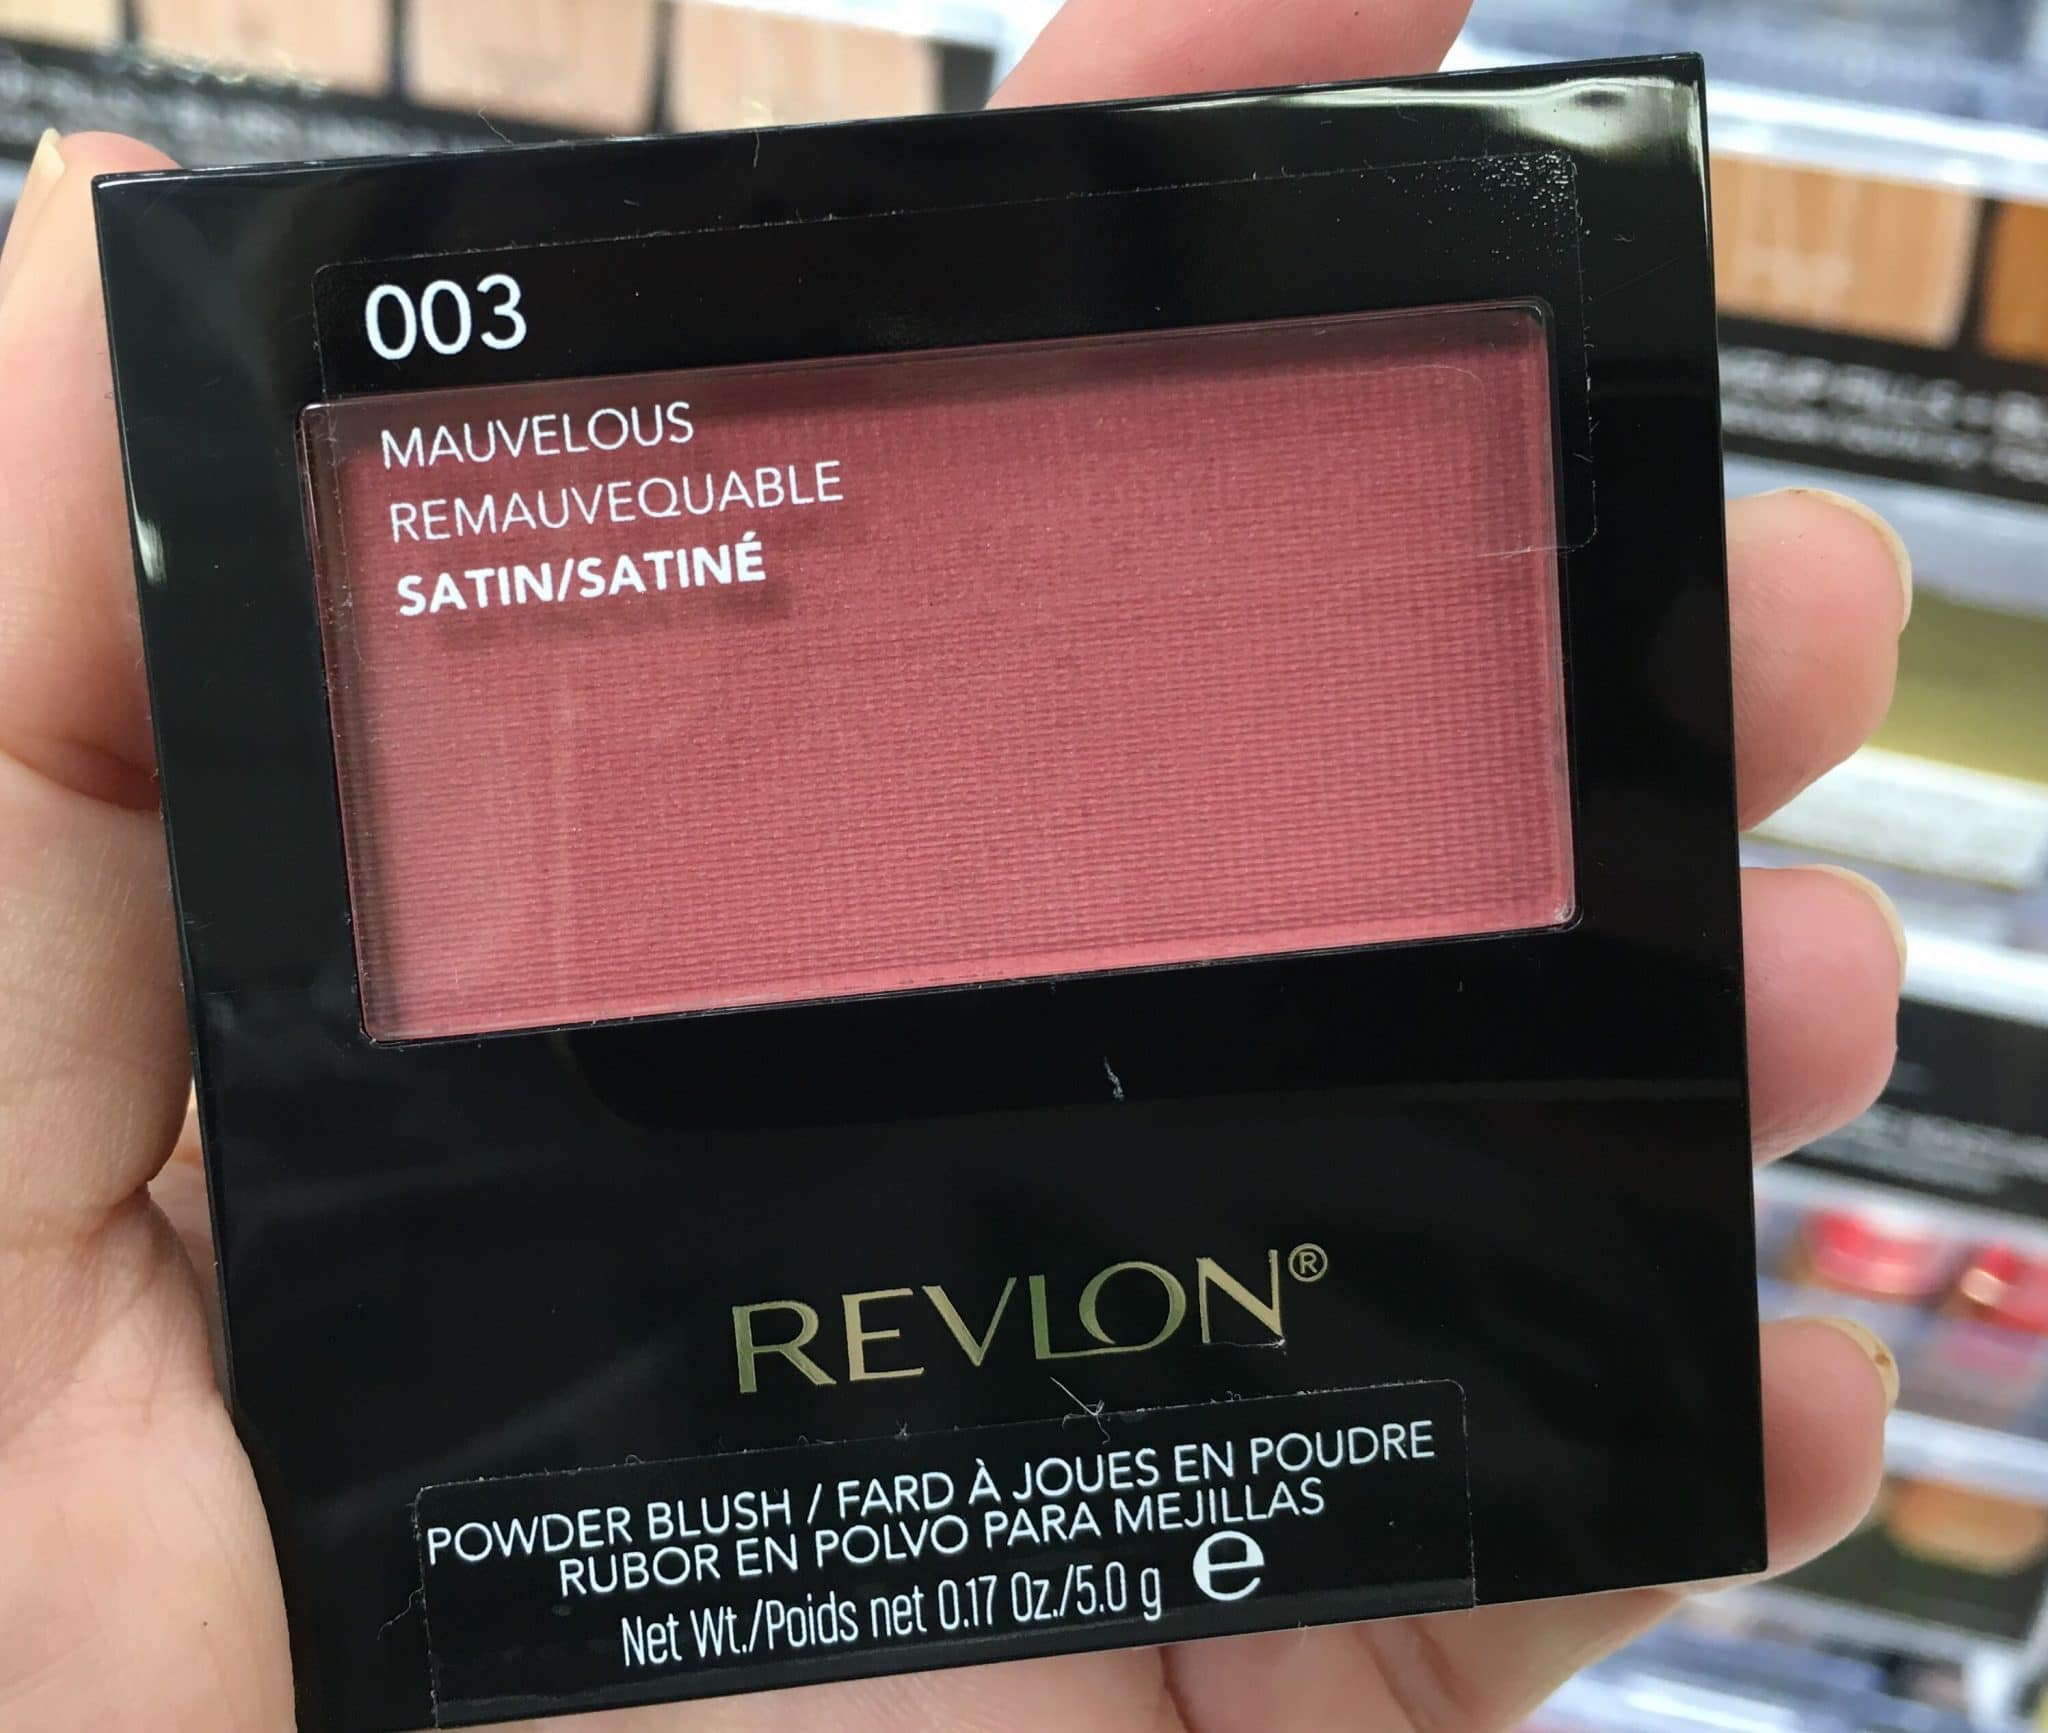 003
MAUVELOUS
REMAUVEQUABLE
SATIN/SATINÉ
REVLON®
POWDER BLUSH / FARD À JOUES EN POUDRE
RUBOR EN POLVO PARA MEJILLAS
Net Wt./Poids net 0.17 Oz./5.0 g e